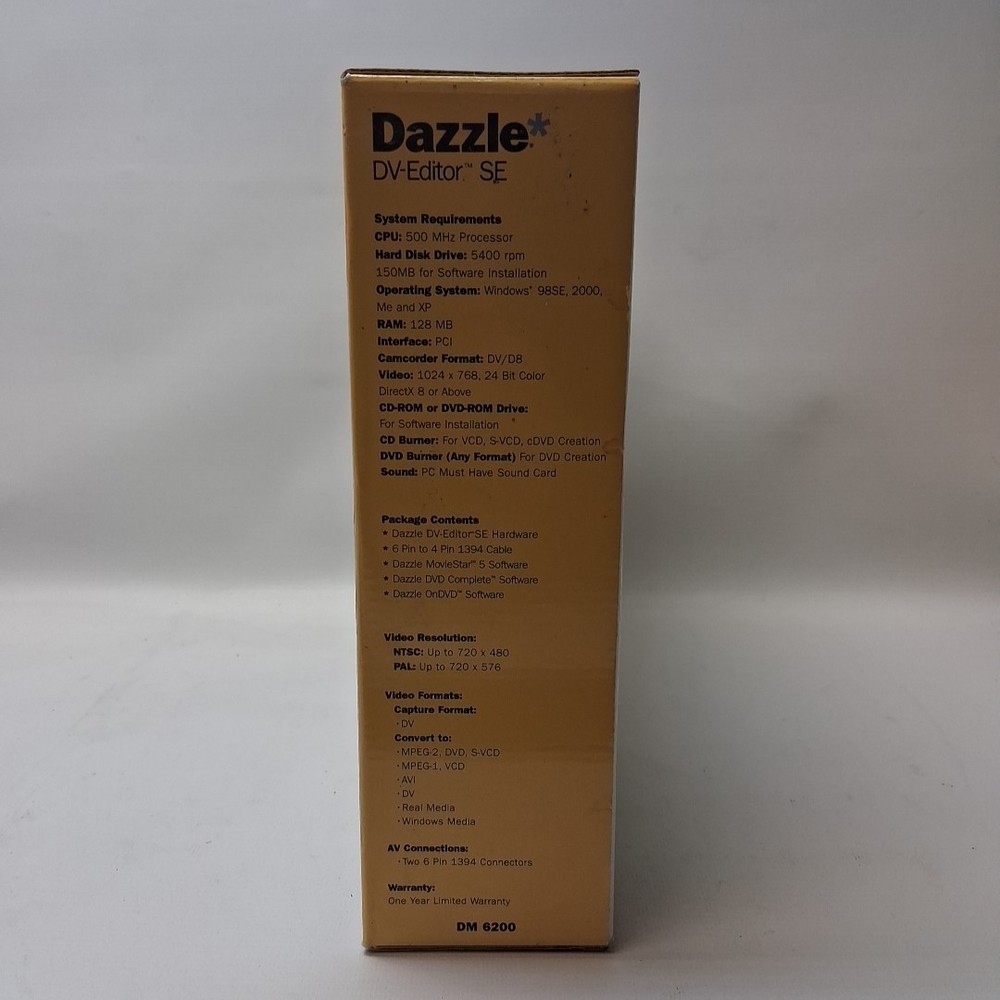 Dazzle*
DV-Editor™ SE
System Requirements
CPU: 500 MHz Processor
Hard Disk Drive: 5400 rpm
150MB for Software Installation
Operating System: Windows® 98SE, 2000,
Me and XP
RAM: 128 MB
Interface: PCI
Camcorder Format: DV/D8
Video: 1024 x 768, 24 Bit Color
DirectX 8 or Above
CD-ROM or DVD-ROM Drive:
For Software Installation
CD Burner: For VCD, S-VCD, cDVD Creation
DVD Burner (Any Format) For DVD Creation
Sound: PC Must Have Sound Card
Package Contents
* Dazzle DV-Editor™SE Hardware
* 6 Pin to 4 Pin 1394 Cable
* Dazzle MovieStar™ 5 Software
* Dazzle DVD Complete™ Software
* Dazzle OnDVD™ Software
Video Resolution:
NTSC: Up to 720 x 480
PAL: Up to 720 x 576
Video Formats:
Capture Format:
·DV
Convert to:
·MPEG-2, DVD, S-VCD
·MPEG-1, VCD
·AVI
·DV
·Real Media
·Windows Media
AV Connections:
·Two 6 Pin 1394 Connectors
Warranty:
One Year Limited Warranty
DM 6200